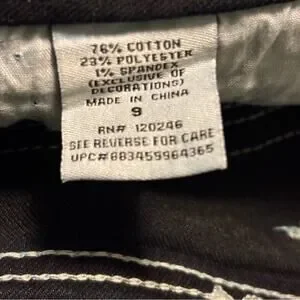 76% COTTON
23% POLYESTER
1% SPANDEX
(EXCLUSIVE OF
DECORATIONS)
MADE IN CHINA
9
RN# 120246
SEE REVERSE FOR CARE
UPC#883455964365